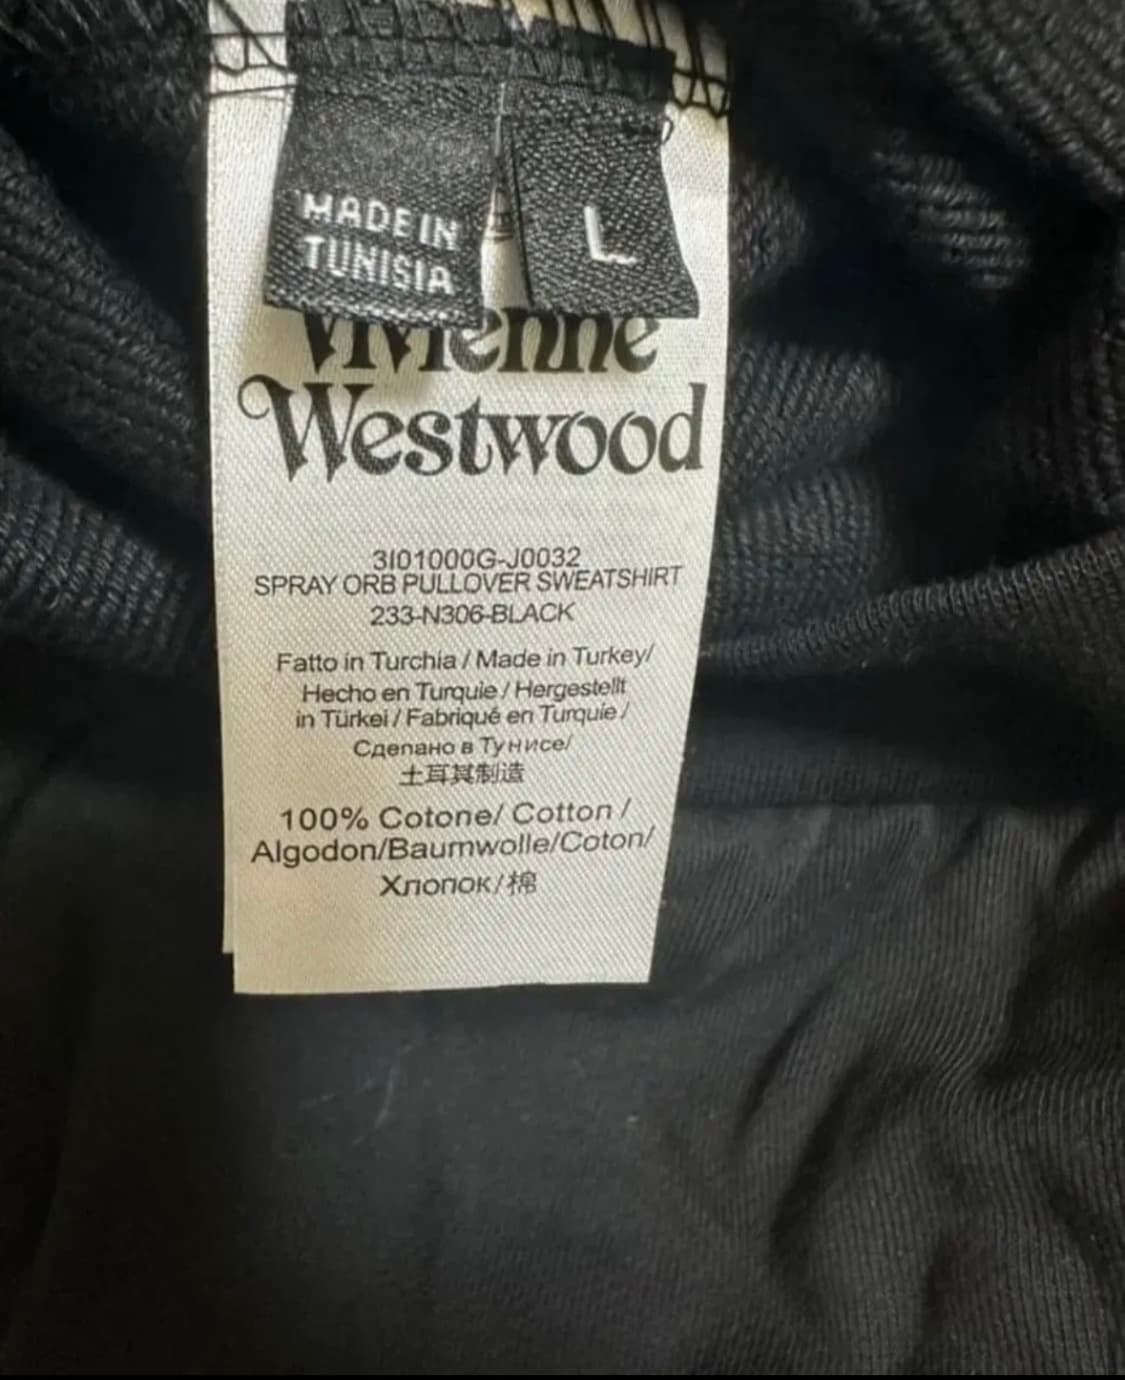 MADE IN
TUNISIA
L
Vivienne
Westwood
3I01000G-J0032
SPRAY ORB PULLOVER SWEATSHIRT
233-N306-BLACK
Fatto in Turchia / Made in Turkey/
Hecho en Turquie / Hergestellt
in Türkei / Fabriqué en Turquie /
Сделано в Тунисе/
土耳其制造
100% Cotone/ Cotton /
Algodon/Baumwolle/Coton/
Хлопок/棉